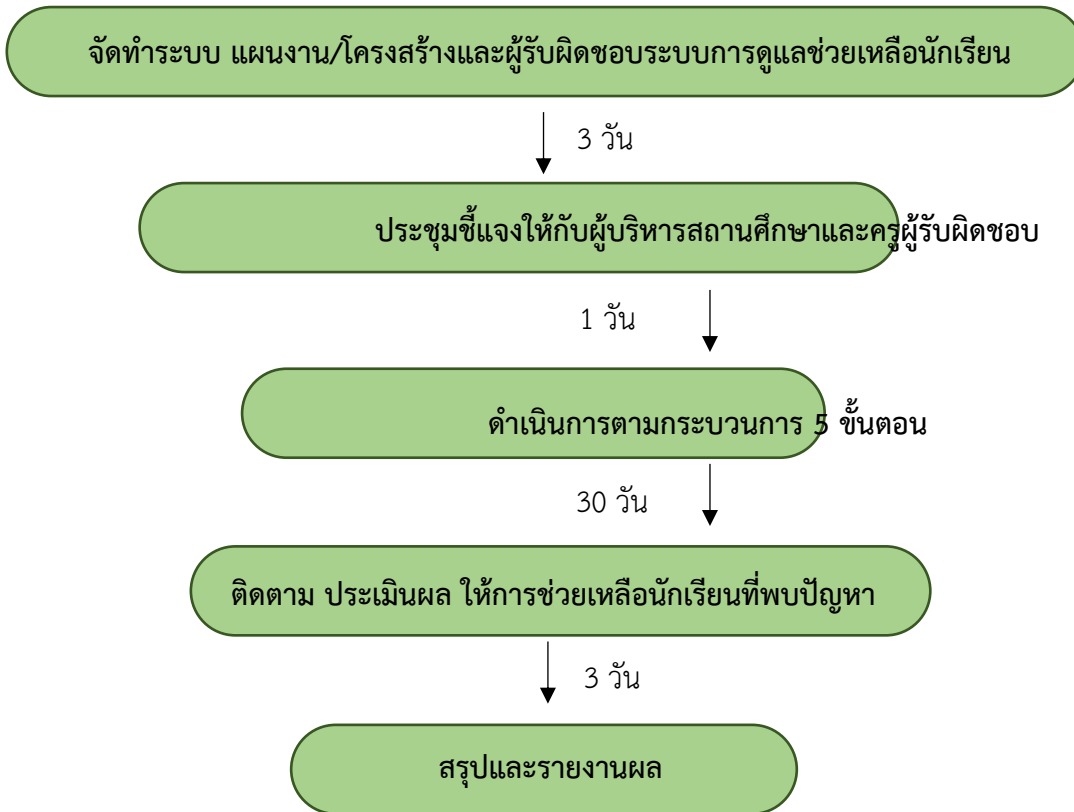 จัดทำระบบ แผนงาน/โครงสร้างและผู้รับผิดชอบระบบการดูแลช่วยเหลือนักเรียน
3 วัน
ประชุมชี้แจงให้กับผู้บริหารสถานศึกษาและครูผู้รับผิดชอบ
1 วัน
ดำเนินการตามกระบวนการ 5 ขั้นตอน
30 วัน
ติดตาม ประเมินผล ให้การช่วยเหลือนักเรียนที่พบปัญหา
3 วัน
สรุปและรายงานผล